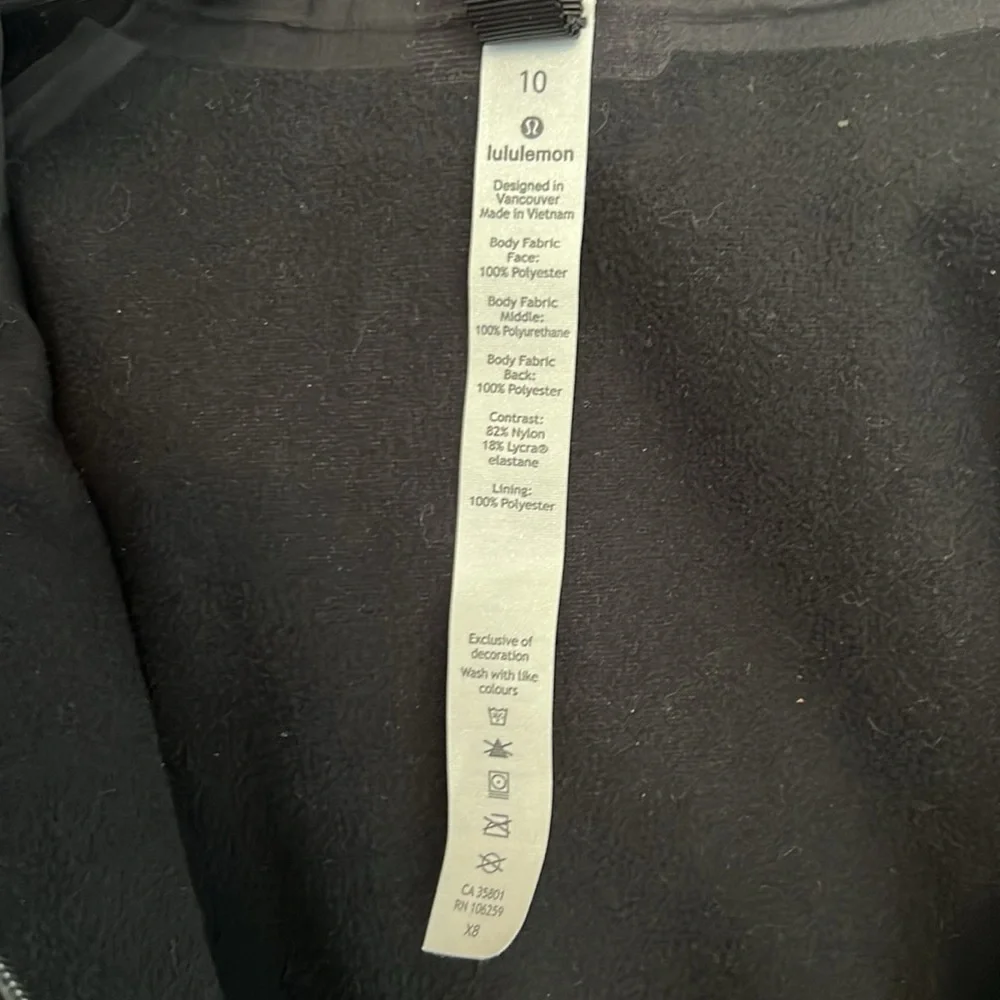 10
lululemon
Designed in
Vancouver
Made in Vietnam
Body Fabric
Face:
100% Polyester
Body Fabric
Middle:
100% Polyurethane
Body Fabric
Back:
100% Polyester
Contrast:
82% Nylon
18% Lycra®
elastane
Lining:
100% Polyester
Exclusive of
decoration
Wash with like
colours
CA 35801
RN 106259
X8